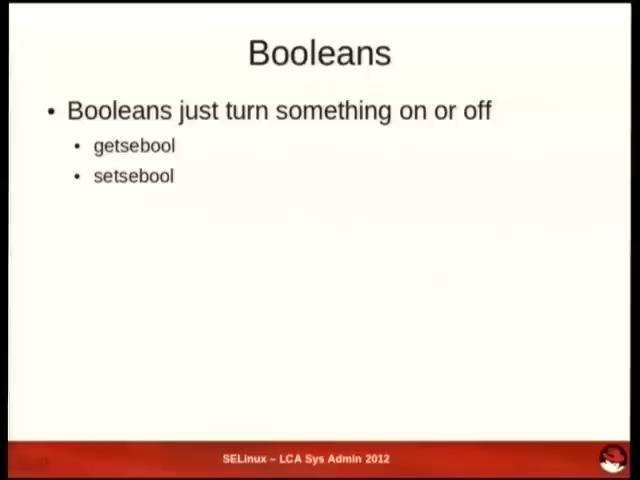 Booleans
• Booleans just turn something on or off
• getsebool
• setsebool
SELinux – LCA Sys Admin 2012